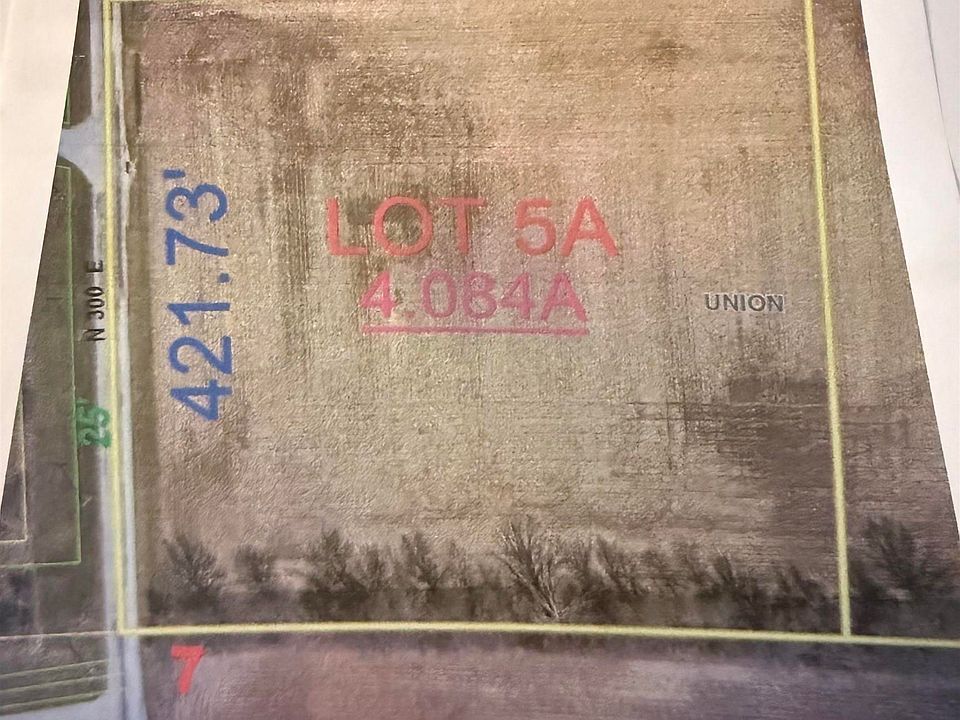 LOT 5A
4.084A
UNION
421.73'
N 300 E
25'
7